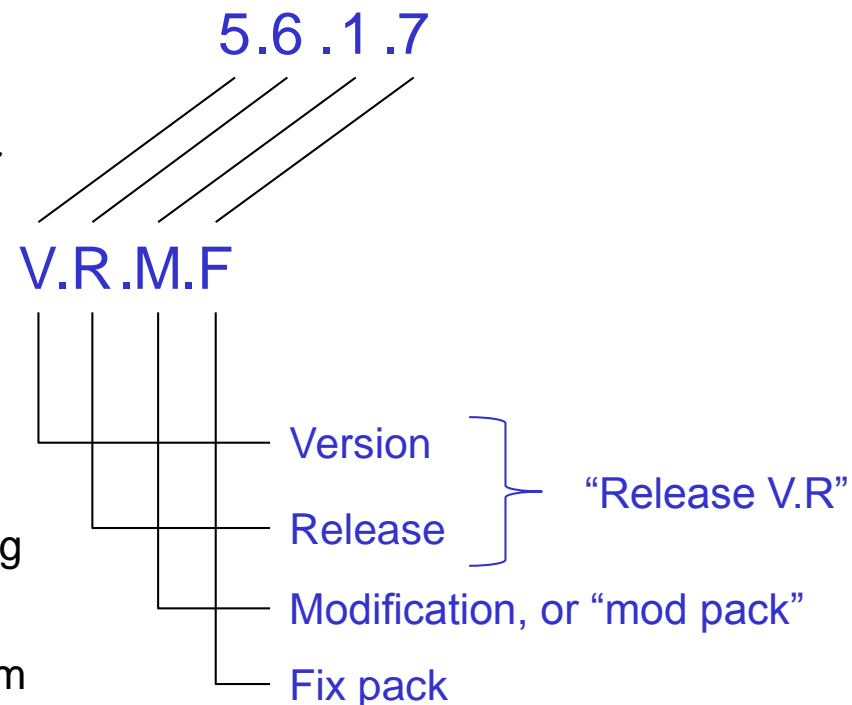 5.6 .1 .7
V.R .M.F
Version
“Release V.R”
Release
g
Modification, or “mod pack”
m
Fix pack